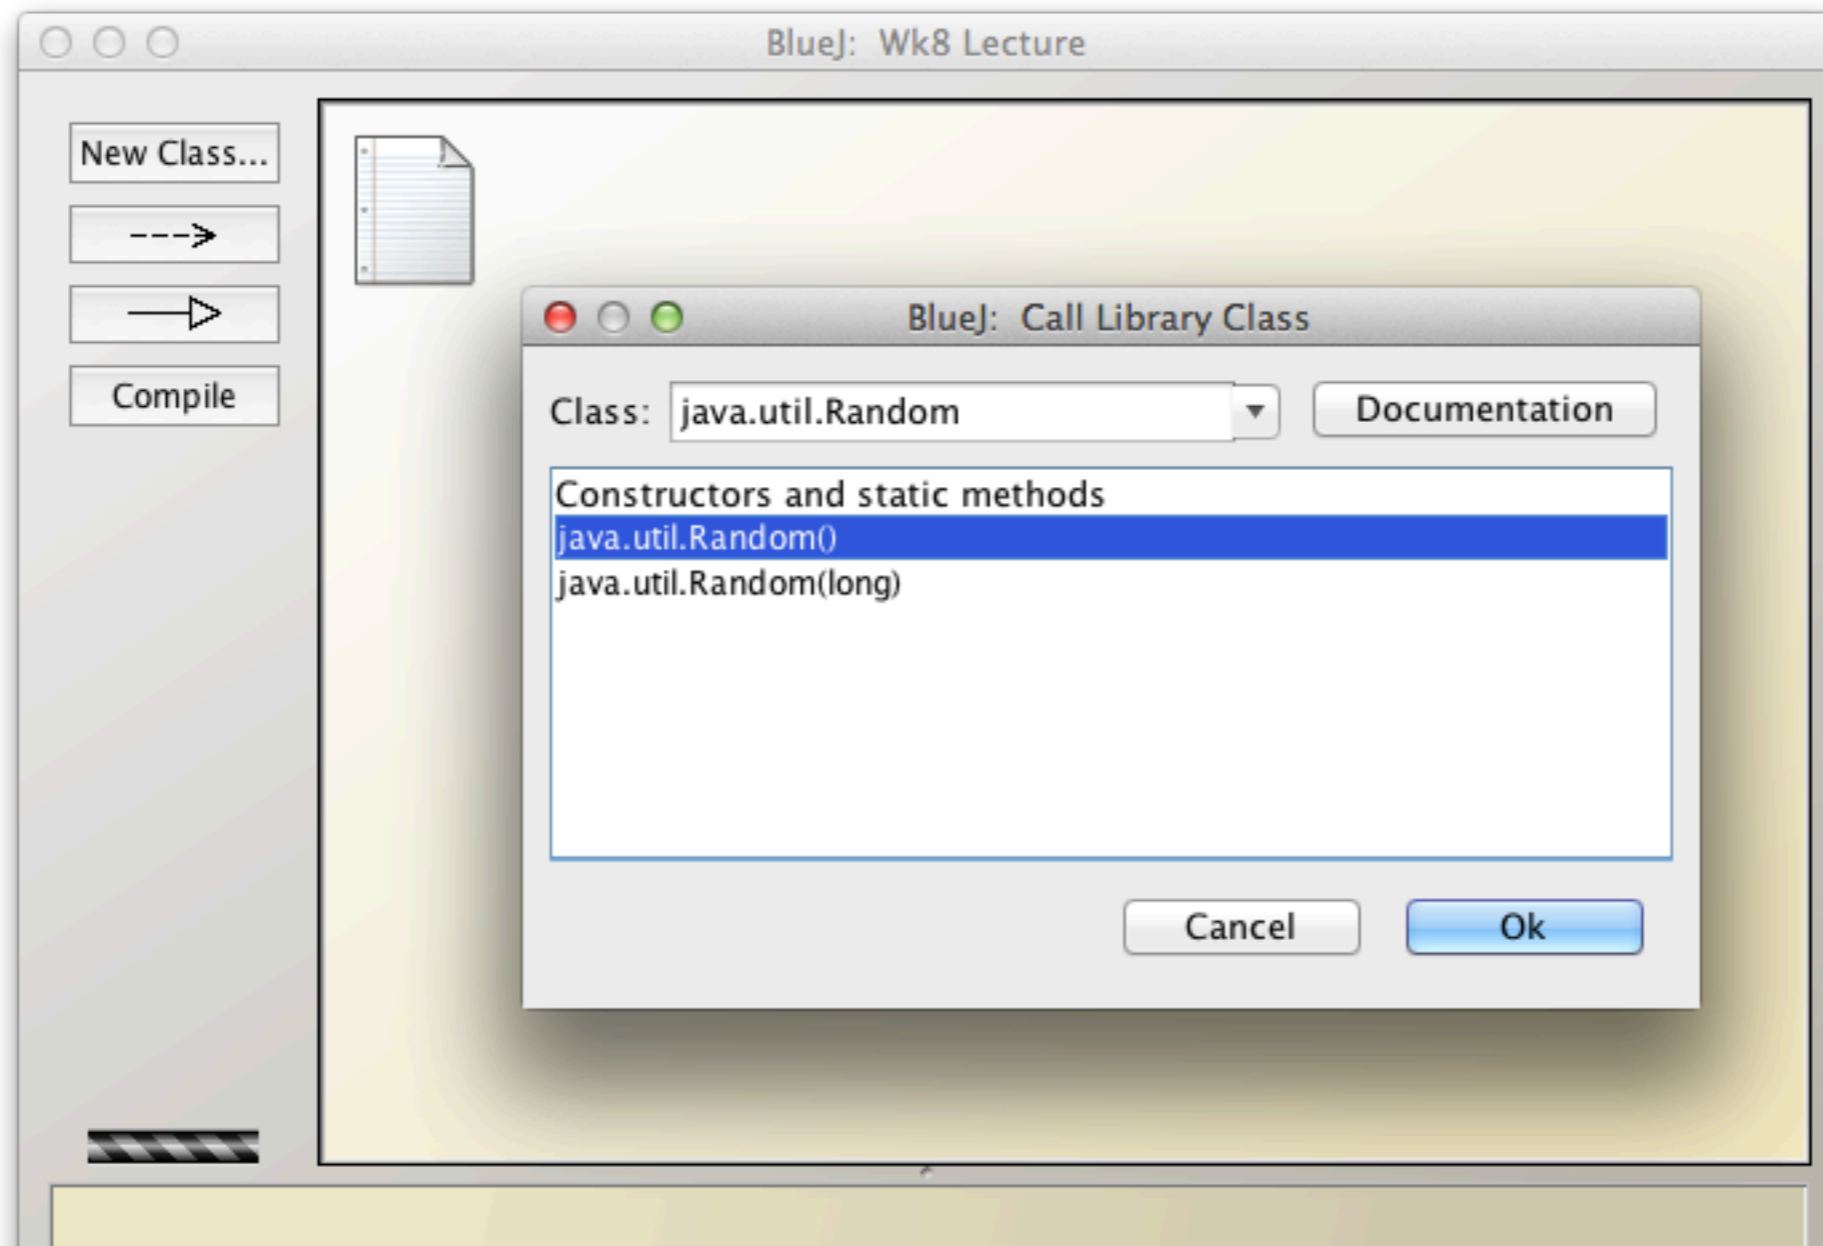 BlueJ:  Wk8 Lecture
New Class...
Compile
BlueJ:  Call Library Class
Class: java.util.Random Documentation
Constructors and static methods
java.util.Random()
java.util.Random(long)
Cancel Ok